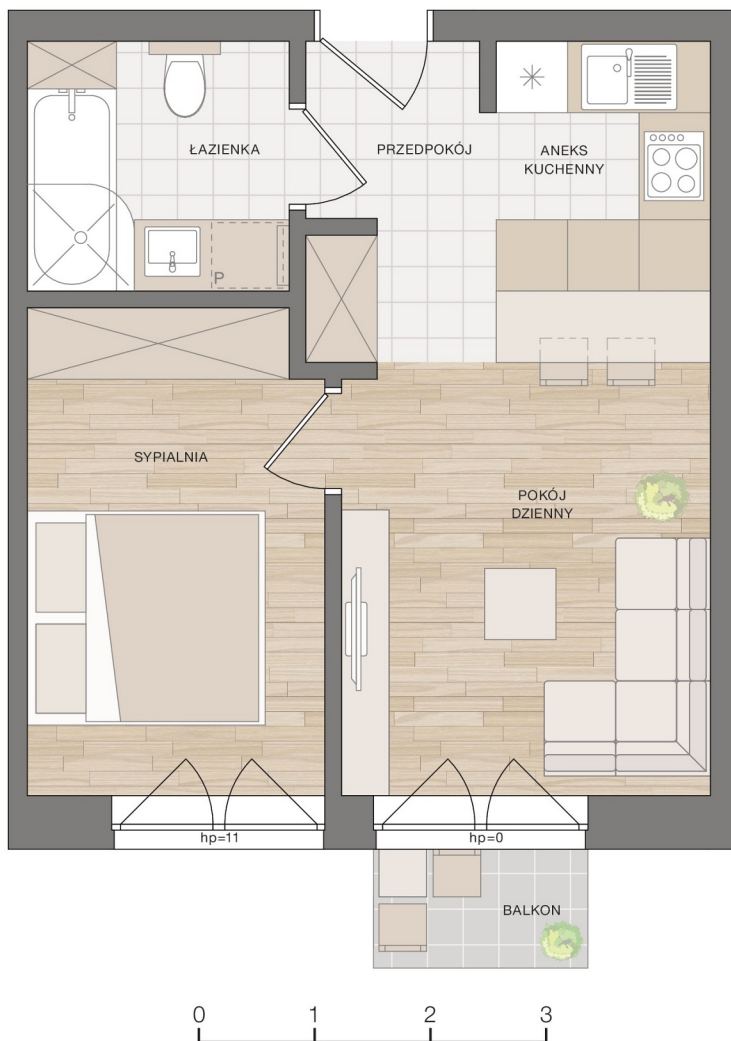 ŁAZIENKA
PRZEDPOKÓJ
ANEKS
KUCHENNY
P
SYPIALNIA
POKÓJ
DZIENNY
hp=11
hp=0
BALKON
0 1 2 3